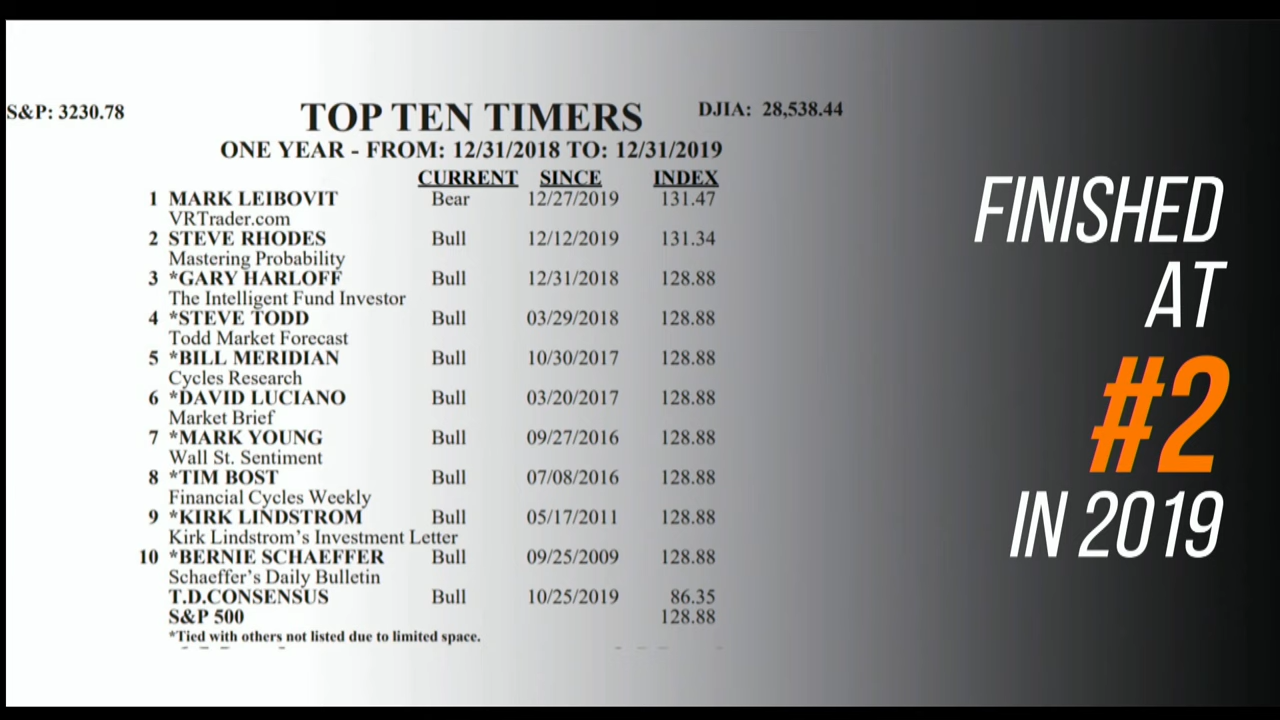 S&P: 3230.78 TOP TEN TIMERS DJIA: 28,538.44
ONE YEAR - FROM: 12/31/2018 TO: 12/31/2019
CURRENT SINCE INDEX
1 MARK LEIBOVIT Bear 12/27/2019 131.47
VRTrader.com
2 STEVE RHODES Bull 12/12/2019 131.34
Mastering Probability
3 *GARY HARLOFF Bull 12/31/2018 128.88
The Intelligent Fund Investor
4 *STEVE TODD Bull 03/29/2018 128.88
Todd Market Forecast
5 *BILL MERIDIAN Bull 10/30/2017 128.88
Cycles Research
6 *DAVID LUCIANO Bull 03/20/2017 128.88
Market Brief
7 *MARK YOUNG Bull 09/27/2016 128.88
Wall St. Sentiment
8 *TIM BOST Bull 07/08/2016 128.88
Financial Cycles Weekly
9 *KIRK LINDSTROM Bull 05/17/2011 128.88
Kirk Lindstrom's Investment Letter
10 *BERNIE SCHAEFFER Bull 09/25/2009 128.88
Schaeffer's Daily Bulletin
T.D.CONSENSUS Bull 10/25/2019 86.35
S&P 500 128.88
*Tied with others not listed due to limited space.
FINISHED
AT
#2
IN 2019